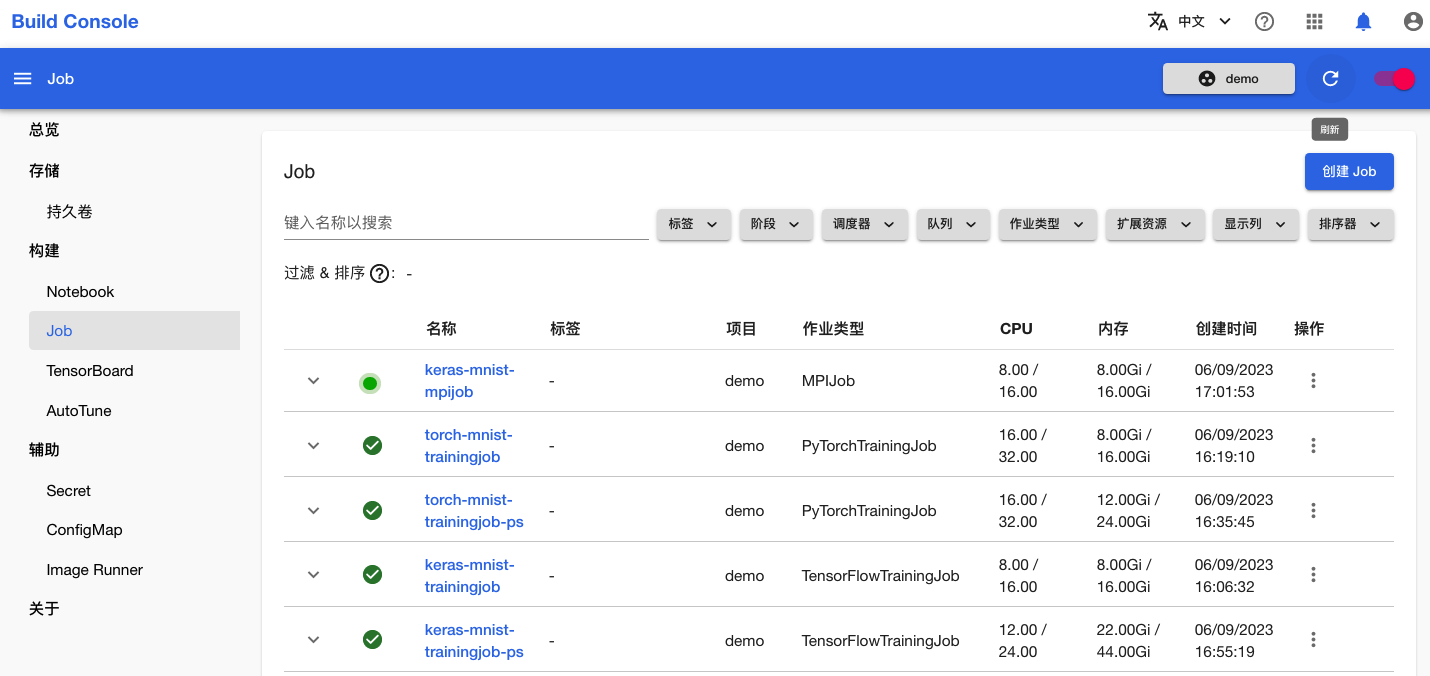 Build Console
中文
Job
demo
刷新
总览
存储
持久卷
构建
Notebook
Job
TensorBoard
AutoTune
辅助
Secret
ConfigMap
Image Runner
关于
Job
创建 Job
键入名称以搜索
标签
阶段
调度器
队列
作业类型
扩展资源
显示列
排序器
过滤 & 排序 ? : -
名称 标签 项目 作业类型 CPU 内存 创建时间 操作
keras-mnist- - demo MPIJob 8.00 / 8.00Gi / 06/09/2023
mpijob 16.00 16.00Gi 17:01:53
torch-mnist- - demo PyTorchTrainingJob 16.00 / 8.00Gi / 06/09/2023
trainingjob 32.00 16.00Gi 16:19:10
torch-mnist- - demo PyTorchTrainingJob 16.00 / 12.00Gi / 06/09/2023
trainingjob-ps 32.00 24.00Gi 16:35:45
keras-mnist- - demo TensorFlowTrainingJob 8.00 / 8.00Gi / 06/09/2023
trainingjob 16.00 16.00Gi 16:06:32
keras-mnist- - demo TensorFlowTrainingJob 12.00 / 22.00Gi / 06/09/2023
trainingjob-ps 24.00 44.00Gi 16:55:19